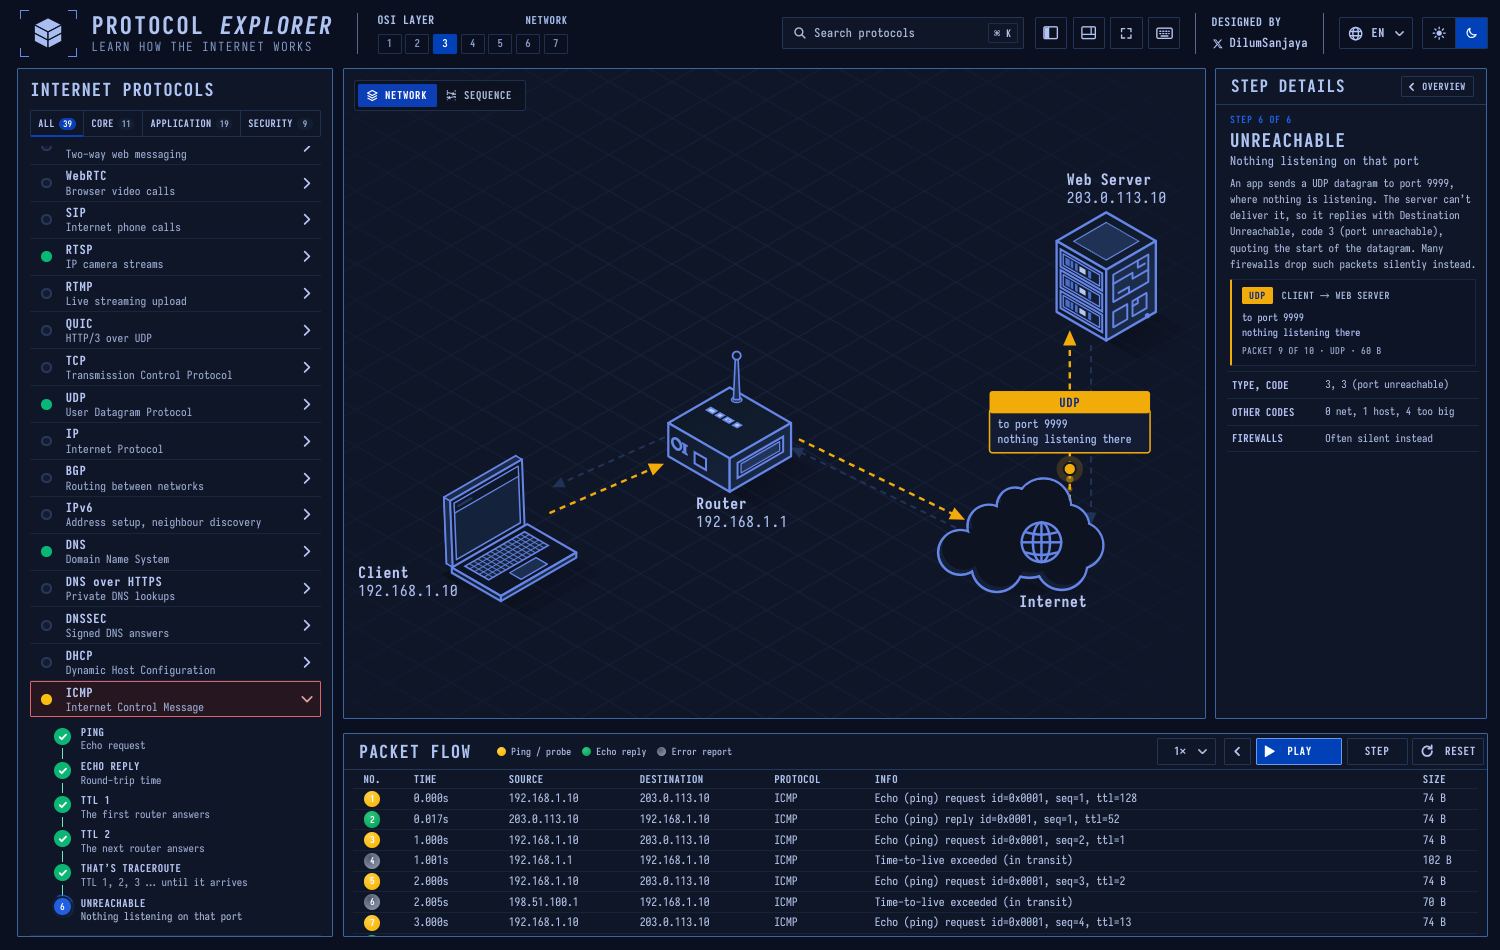 PROTOCOL EXPLORER
LEARN HOW THE INTERNET WORKS
OSI LAYER NETWORK
1 2 3 4 5 6 7
Search protocols ⌘ K
DESIGNED BY
𝕏 DilumSanjaya
EN
INTERNET PROTOCOLS
ALL 39 CORE 11 APPLICATION 19 SECURITY 9
Two-way web messaging
WebRTC
Browser video calls
SIP
Internet phone calls
RTSP
IP camera streams
RTMP
Live streaming upload
QUIC
HTTP/3 over UDP
TCP
Transmission Control Protocol
UDP
User Datagram Protocol
IP
Internet Protocol
BGP
Routing between networks
IPv6
Address setup, neighbour discovery
DNS
Domain Name System
DNS over HTTPS
Private DNS lookups
DNSSEC
Signed DNS answers
DHCP
Dynamic Host Configuration
ICMP
Internet Control Message
PING
Echo request
ECHO REPLY
Round-trip time
TTL 1
The first router answers
TTL 2
The next router answers
THAT'S TRACEROUTE
TTL 1, 2, 3 … until it arrives
6 UNREACHABLE
Nothing listening on that port
NETWORK SEQUENCE
Web Server
203.0.113.10
UDP
to port 9999
nothing listening there
Router
192.168.1.1
Client
192.168.1.10
Internet
STEP DETAILS OVERVIEW
STEP 6 OF 6
UNREACHABLE
Nothing listening on that port
An app sends a UDP datagram to port 9999,
where nothing is listening. The server can't
deliver it, so it replies with Destination
Unreachable, code 3 (port unreachable),
quoting the start of the datagram. Many
firewalls drop such packets silently instead.
UDP CLIENT → WEB SERVER
to port 9999
nothing listening there
PACKET 9 OF 10 · UDP · 60 B
TYPE, CODE 3, 3 (port unreachable)
OTHER CODES 0 net, 1 host, 4 too big
FIREWALLS Often silent instead
PACKET FLOW Ping / probe Echo reply Error report 1× PLAY STEP RESET
NO. TIME SOURCE DESTINATION PROTOCOL INFO SIZE
1 0.000s 192.168.1.10 203.0.113.10 ICMP Echo (ping) request id=0x0001, seq=1, ttl=128 74 B
2 0.017s 203.0.113.10 192.168.1.10 ICMP Echo (ping) reply id=0x0001, seq=1, ttl=52 74 B
3 1.000s 192.168.1.10 203.0.113.10 ICMP Echo (ping) request id=0x0001, seq=2, ttl=1 74 B
4 1.001s 192.168.1.1 192.168.1.10 ICMP Time-to-live exceeded (in transit) 102 B
5 2.000s 192.168.1.10 203.0.113.10 ICMP Echo (ping) request id=0x0001, seq=3, ttl=2 74 B
6 2.005s 198.51.100.1 192.168.1.10 ICMP Time-to-live exceeded (in transit) 70 B
7 3.000s 192.168.1.10 203.0.113.10 ICMP Echo (ping) request id=0x0001, seq=4, ttl=13 74 B